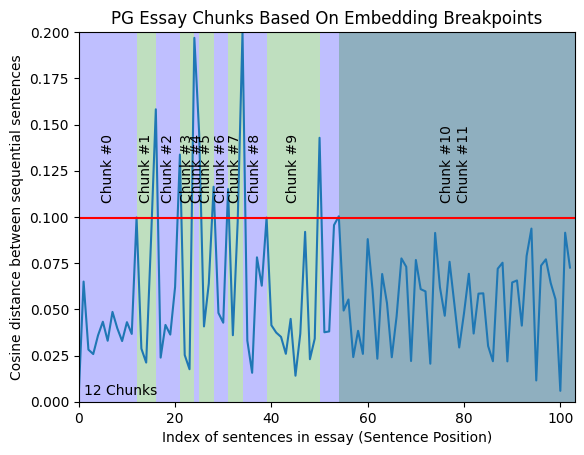 PG Essay Chunks Based On Embedding Breakpoints
Cosine distance between sequential sentences
0.200
0.175
0.150
0.125
0.100
0.075
0.050
0.025
0.000
Chunk #0
Chunk #1
Chunk #2
Chunk #3
Chunk #4
Chunk #5
Chunk #6
Chunk #7
Chunk #8
Chunk #9
Chunk #10
Chunk #11
12 Chunks
0 20 40 60 80 100
Index of sentences in essay (Sentence Position)